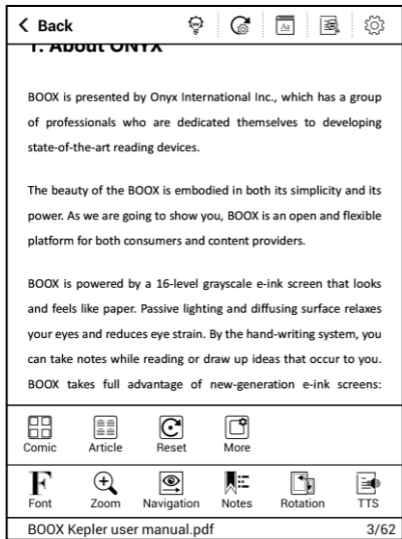 Back
1. About ONYX
BOOX is presented by Onyx International Inc., which has a group
of professionals who are dedicated themselves to developing
state-of-the-art reading devices.
The beauty of the BOOX is embodied in both its simplicity and its
power. As we are going to show you, BOOX is an open and flexible
platform for both consumers and content providers.
BOOX is powered by a 16-level grayscale e-ink screen that looks
and feels like paper. Passive lighting and diffusing surface relaxes
your eyes and reduces eye strain. By the hand-writing system, you
can take notes while reading or draw up ideas that occur to you.
BOOX takes full advantage of new-generation e-ink screens:
Comic Article Reset More
Font Zoom Navigation Notes Rotation TTS
BOOX Kepler user manual.pdf 3/62